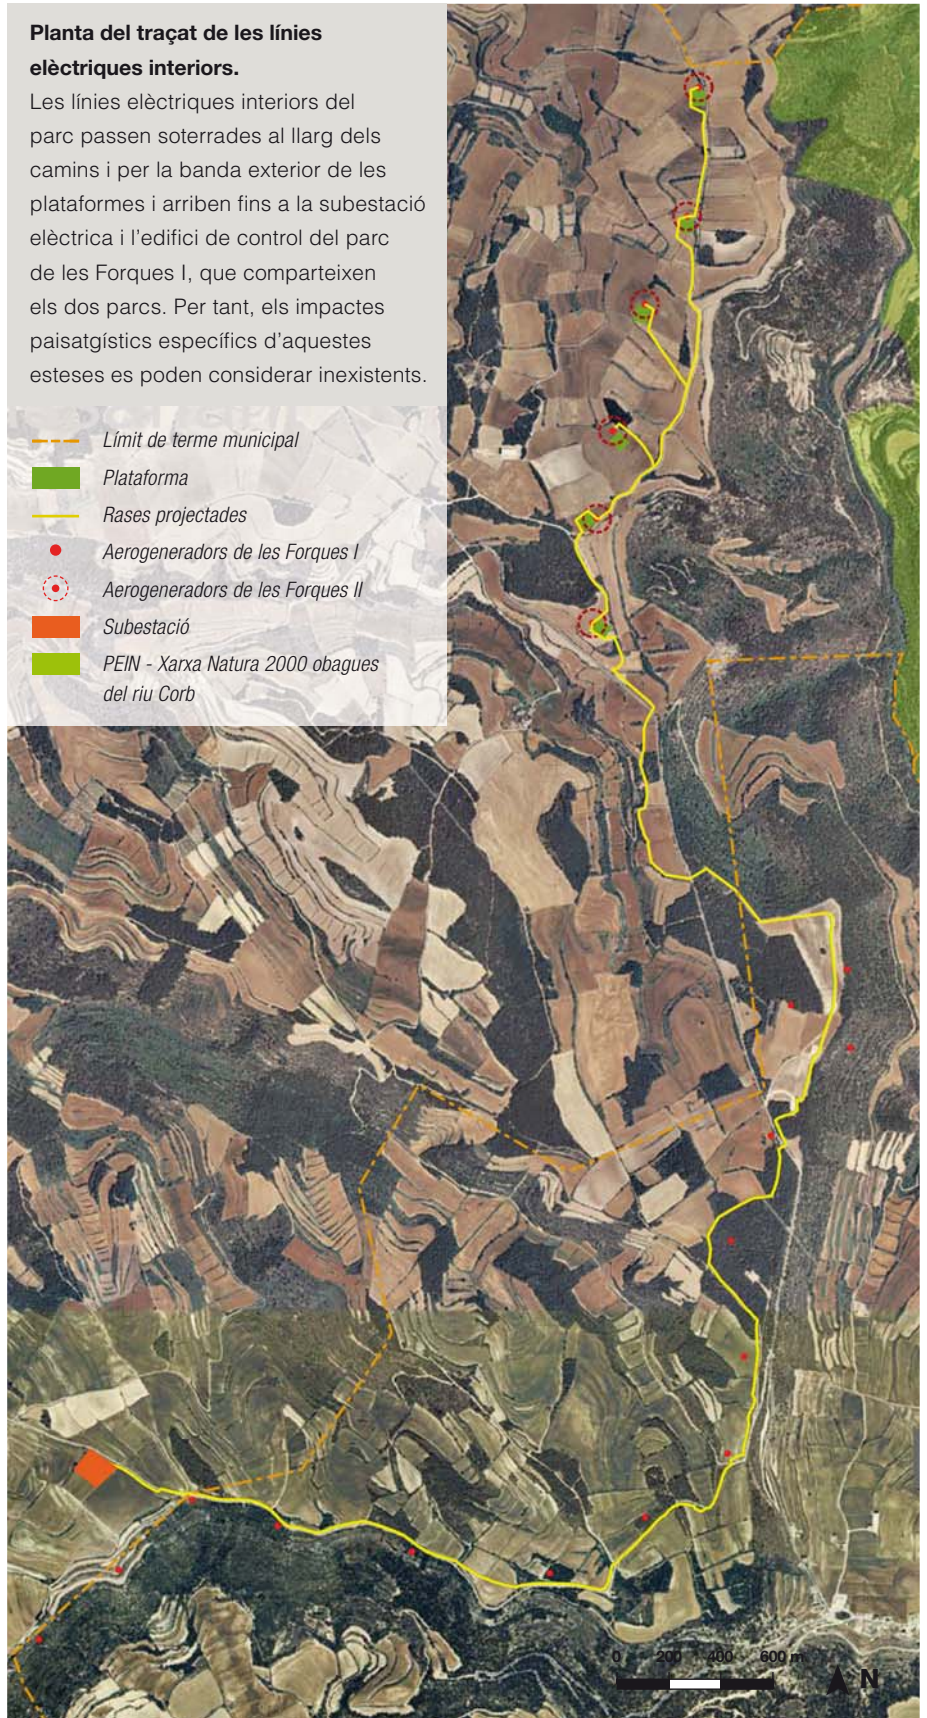 Planta del traçat de les línies
elèctriques interiors.
Les línies elèctriques interiors del
parc passen soterrades al llarg dels
camins i per la banda exterior de les
plataformes i arriben fins a la subestació
elèctrica i l'edifici de control del parc
de les Forques I, que comparteixen
els dos parcs. Per tant, els impactes
paisatgístics específics d'aquestes
esteses es poden considerar inexistents.
Límit de terme municipal
Plataforma
Rases projectades
Aerogeneradors de les Forques I
Aerogeneradors de les Forques II
Subestació
PEIN - Xarxa Natura 2000 obagues
del riu Corb
0 200 400 600 m
N